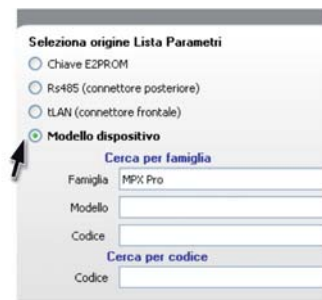 Seleziona origine Lista Parametri
Chiave E2PROM
Rs485 (connettore posteriore)
tLAN (connettore frontale)
Modello dispositivo
Cerca per famiglia
Famiglia MPX Pro
Modello
Codice
Cerca per codice
Codice